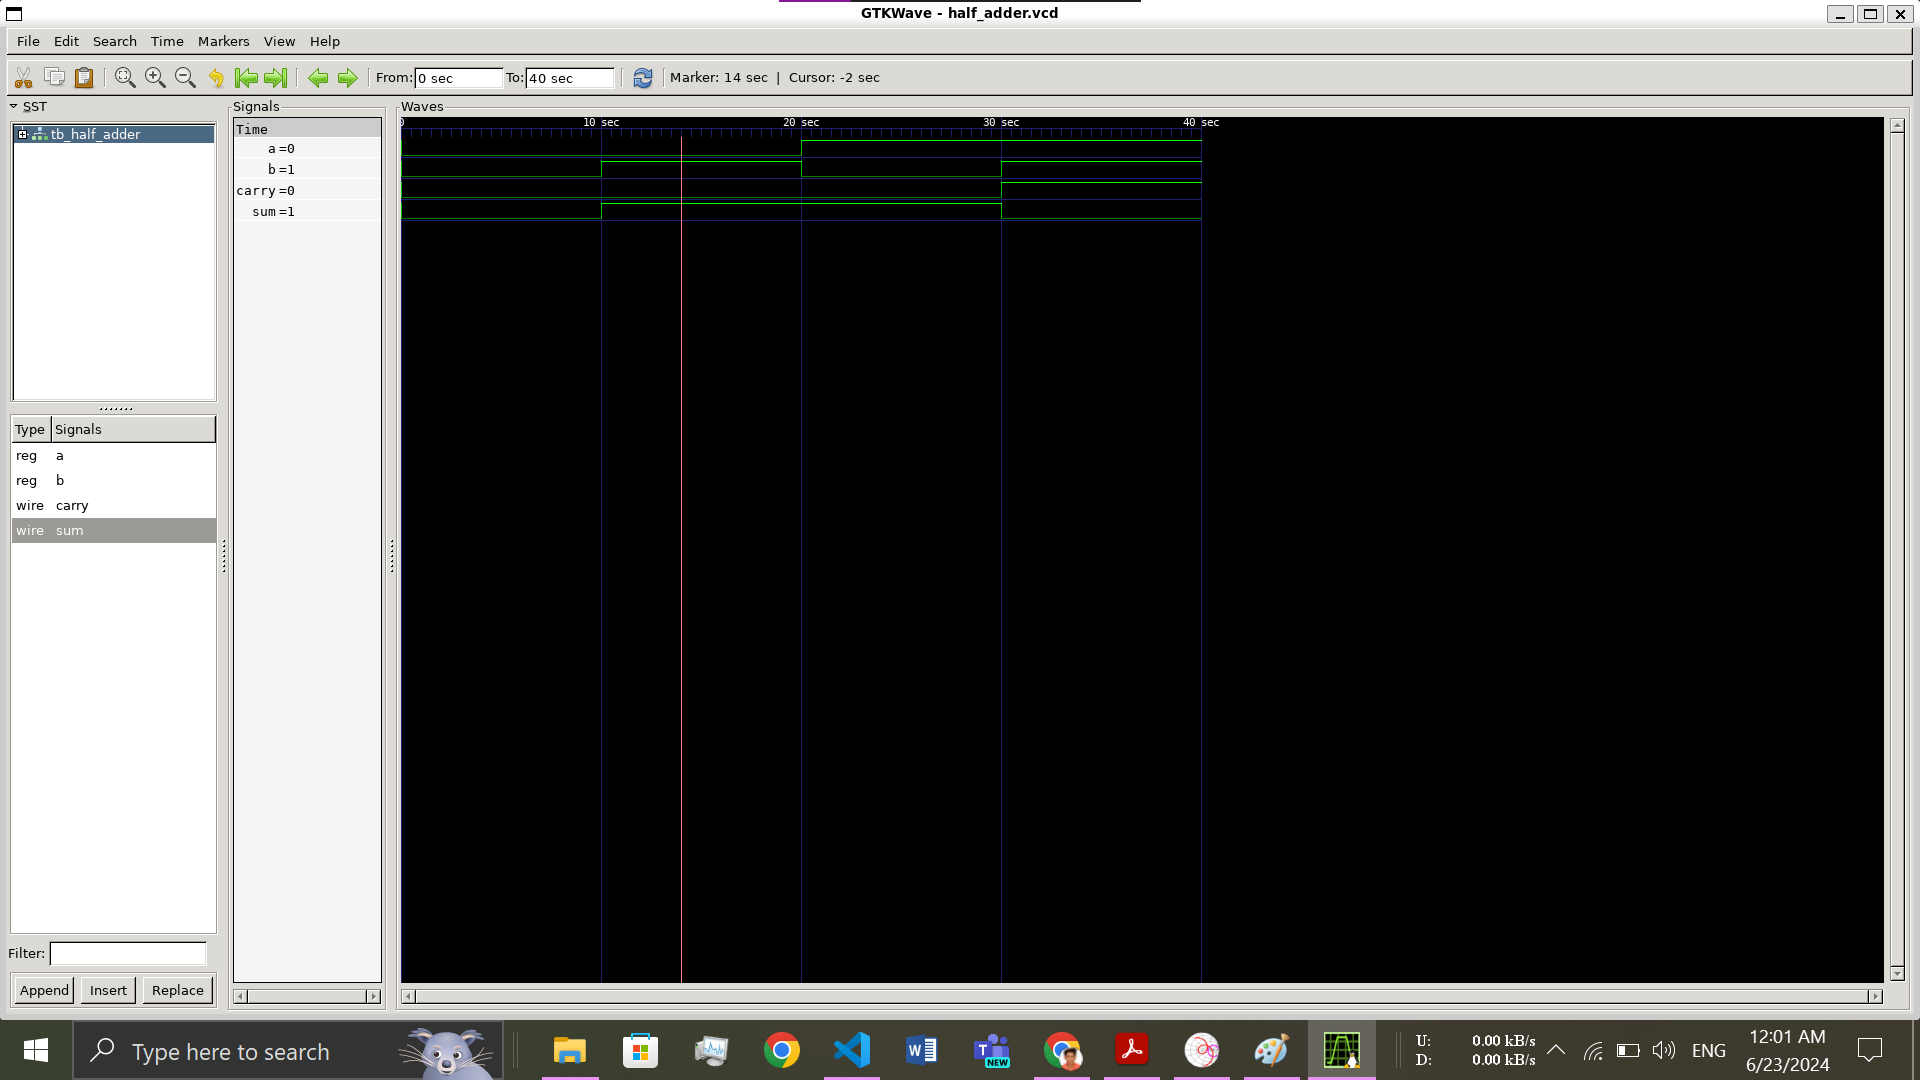 GTKWave - half_adder.vcd
File Edit Search Time Markers View Help
From: 0 sec To: 40 sec Marker: 14 sec | Cursor: -2 sec
SST
tb_half_adder
Type Signals
reg a
reg b
wire carry
wire sum
Filter:
Append Insert Replace
Signals
Time
a=0
b=1
carry=0
sum=1
Waves
0 10 sec 20 sec 30 sec 40 sec
Type here to search
T
NEW
U: 0.00 kB/s
D: 0.00 kB/s
ENG
12:01 AM
6/23/2024